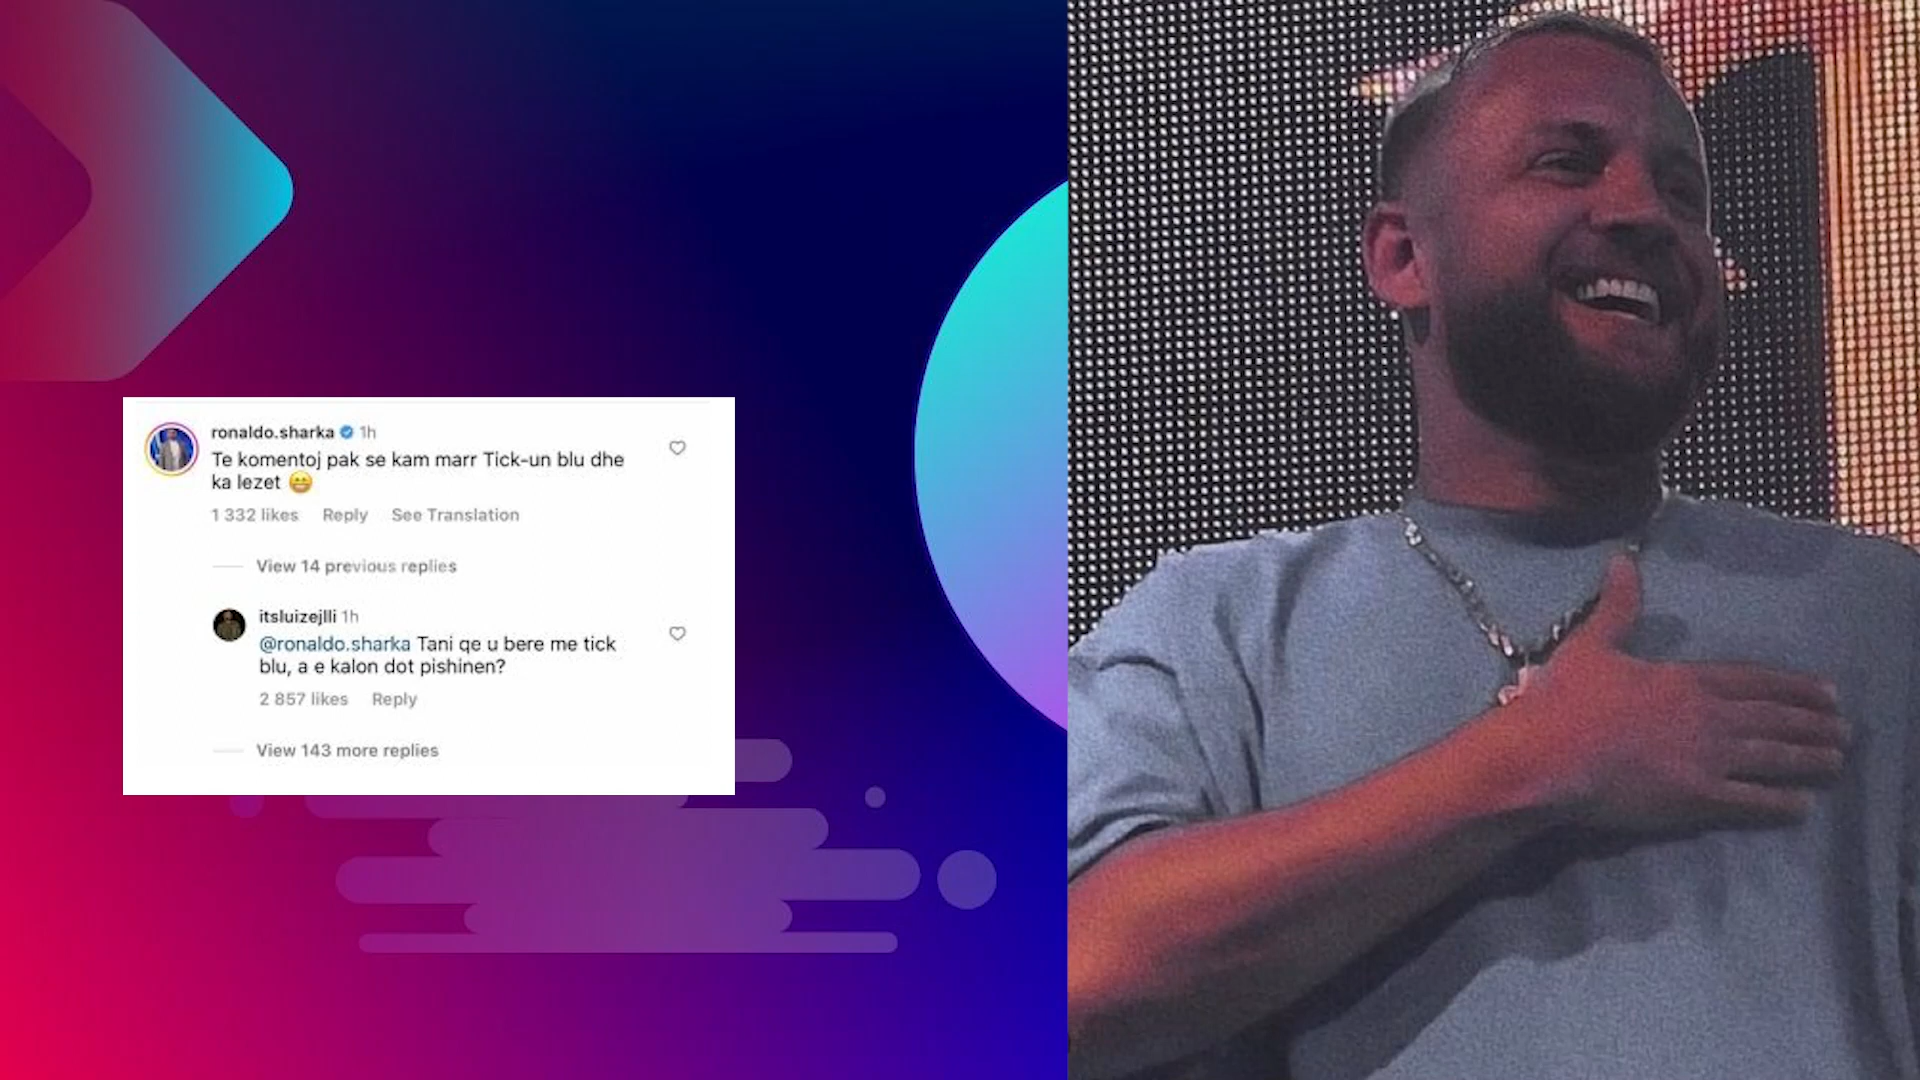 ronaldo.sharka 1h
Te komentoj pak se kam marr Tick-un blu dhe
ka lezet 😁
1 332 likes Reply See Translation
View 14 previous replies
itsluizejlli 1h
@ronaldo.sharka Tani qe u bere me tick
blu, a e kalon dot pishinen?
2 857 likes Reply
View 143 more replies